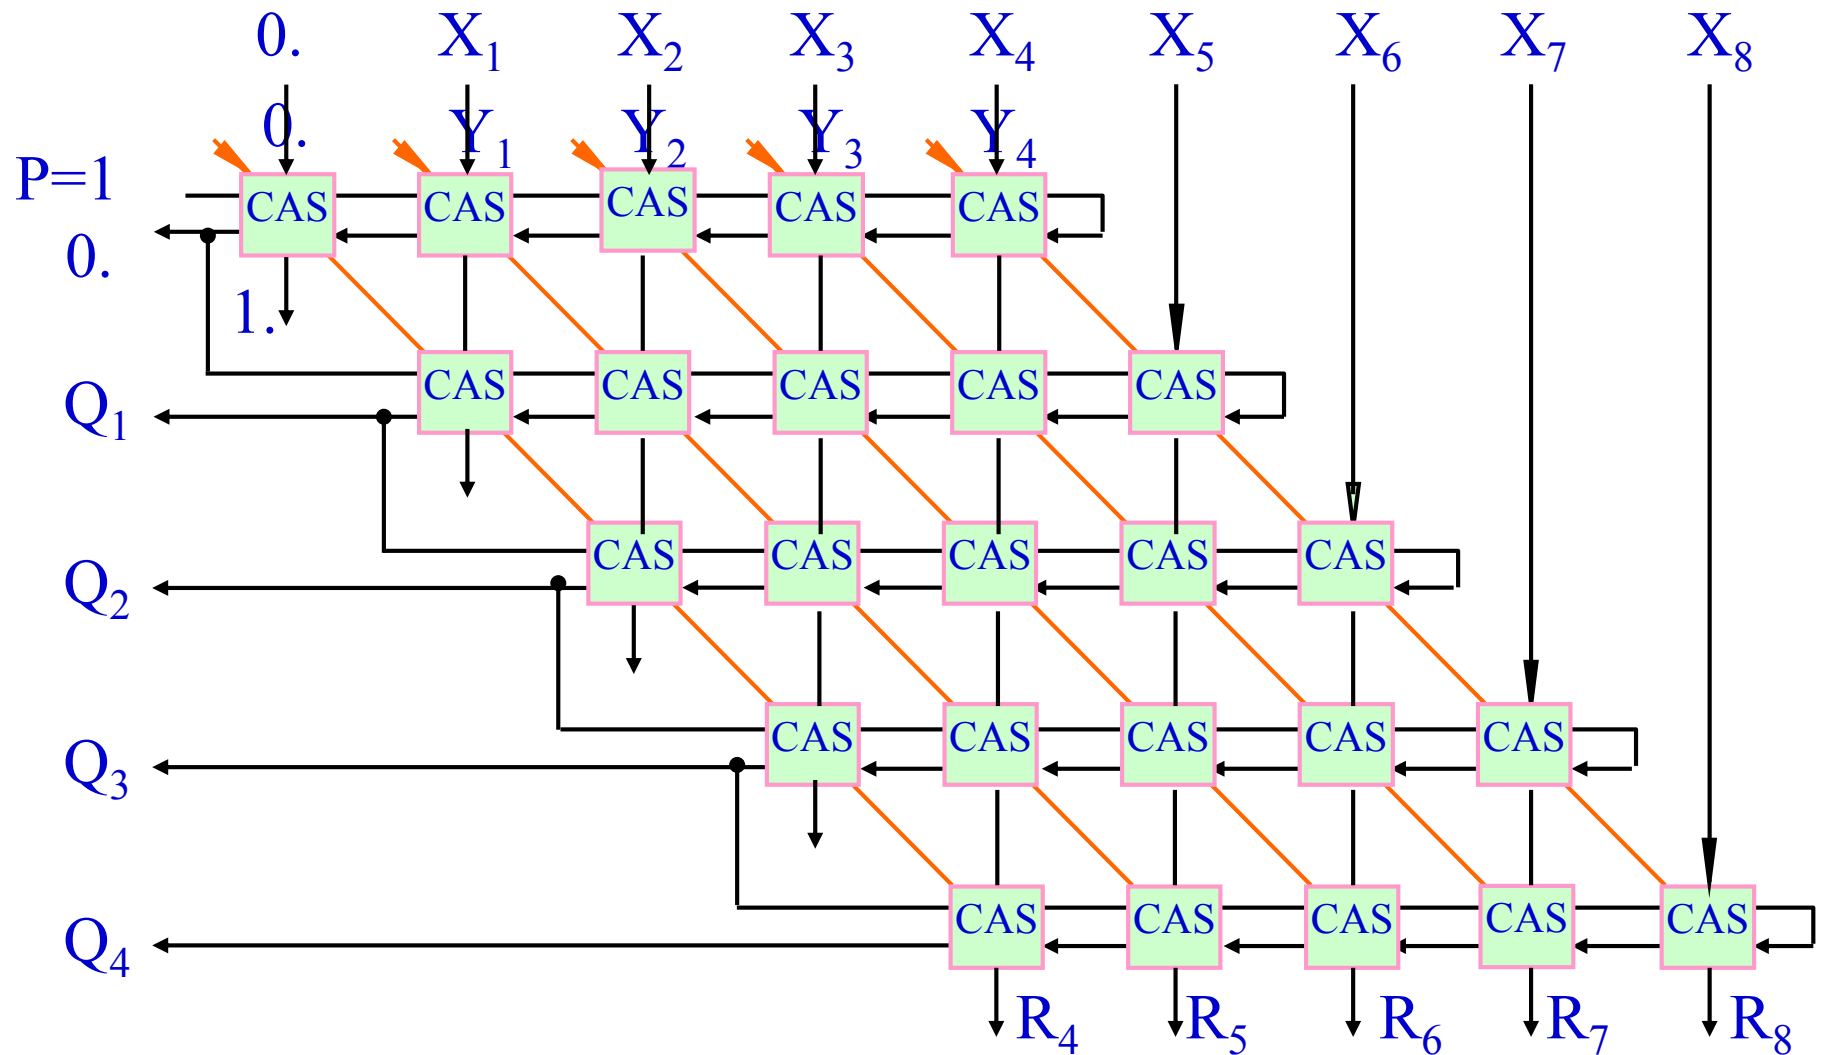 0. X1 X2 X3 X4 X5 X6 X7 X8
0. Y1 Y2 Y3 Y4
P=1
CAS CAS CAS CAS CAS
0.
1.
CAS CAS CAS CAS CAS
Q1
CAS CAS CAS CAS CAS
Q2
CAS CAS CAS CAS CAS
Q3
CAS CAS CAS CAS CAS
Q4
R4 R5 R6 R7 R8